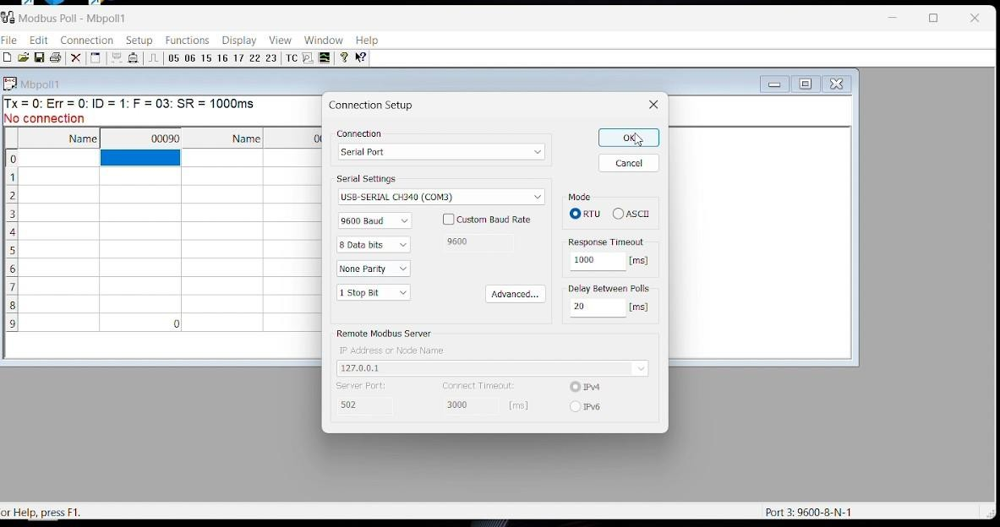 Modbus Poll - Mbpoll1
File Edit Connection Setup Functions Display View Window Help
05 06 15 16 17 22 23 TC
Mbpoll1
Tx = 0: Err = 0: ID = 1: F = 03: SR = 1000ms
No connection
Name 00090 Name 00
0
1
2
3
4
5
6
7
8
9 0
Connection Setup
Connection
Serial Port
OK
Cancel
Serial Settings
USB-SERIAL CH340 (COM3)
9600 Baud
Custom Baud Rate
9600
8 Data bits
None Parity
1 Stop Bit
Advanced...
Mode
RTU ASCII
Response Timeout
1000 [ms]
Delay Between Polls
20 [ms]
Remote Modbus Server
IP Address or Node Name
127.0.0.1
Server Port: Connect Timeout: IPv4
502 3000 [ms] IPv6
or Help, press F1. Port 3: 9600-8-N-1